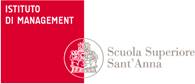 ISTITUTO
DI MANAGEMENT
Scuola Superiore
Sant'Anna